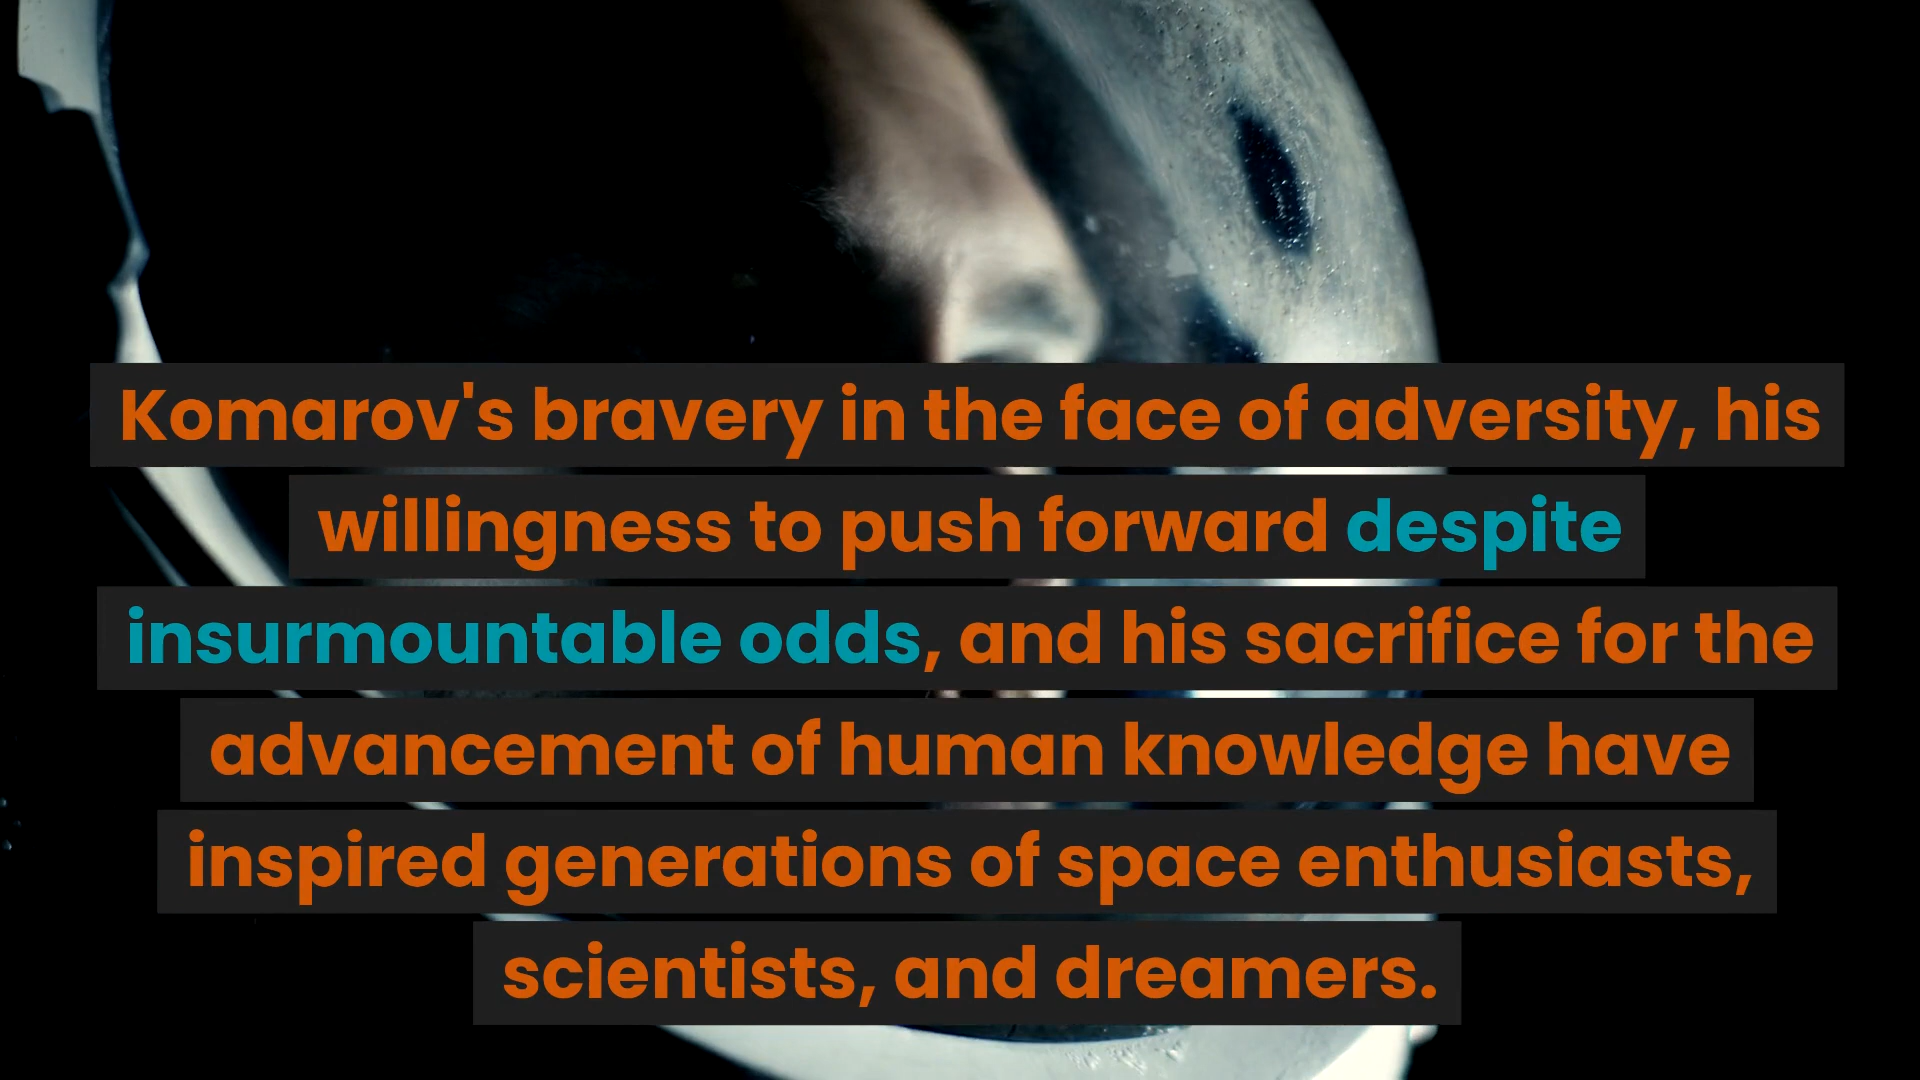 Komarov's bravery in the face of adversity, his
willingness to push forward despite
insurmountable odds, and his sacrifice for the
advancement of human knowledge have
inspired generations of space enthusiasts,
scientists, and dreamers.